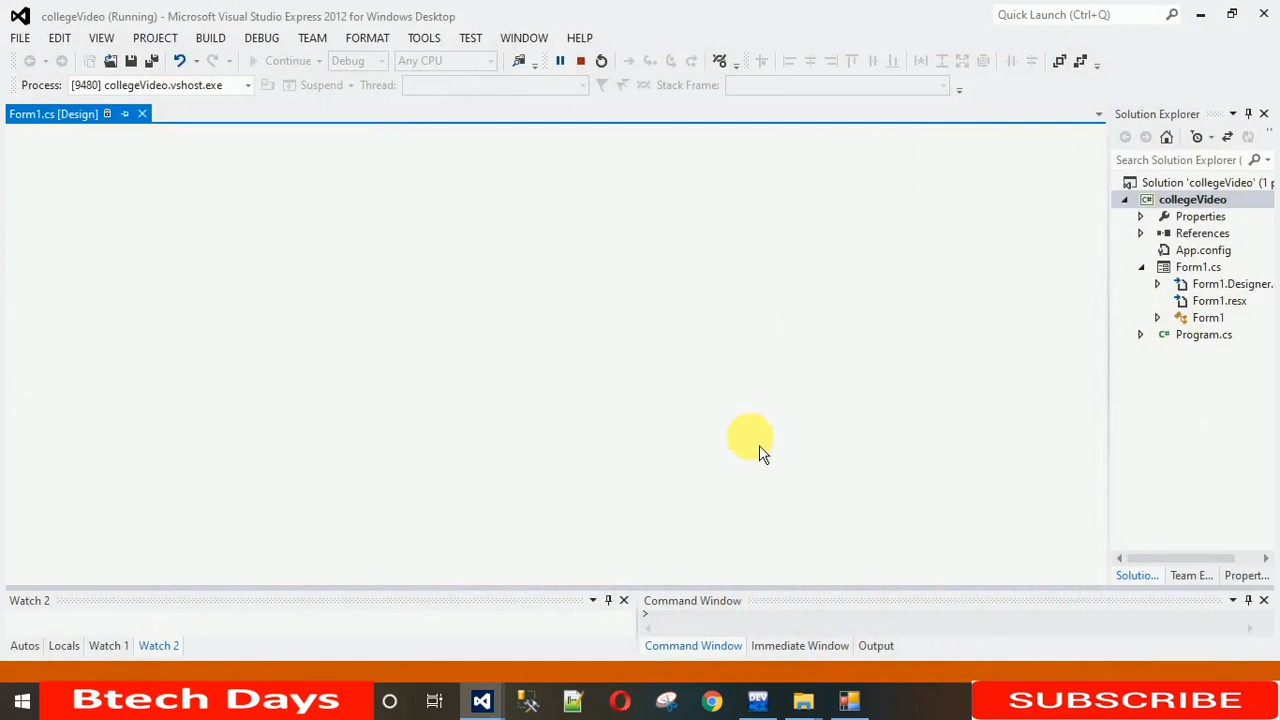 collegeVideo (Running) - Microsoft Visual Studio Express 2012 for Windows Desktop
Quick Launch (Ctrl+Q)
FILE EDIT VIEW PROJECT BUILD DEBUG TEAM FORMAT TOOLS TEST WINDOW HELP
Continue Debug Any CPU
Process: [9480] collegeVideo.vshost.exe Suspend Thread: Stack Frame:
Form1.cs [Design]
Solution Explorer
Search Solution Explorer (
Solution 'collegeVideo' (1 p
collegeVideo
Properties
References
App.config
Form1.cs
Form1.Designer.
Form1.resx
Form1
Program.cs
Solutio... Team E... Propert...
Watch 2
Command Window
>
Autos Locals Watch 1 Watch 2
Command Window Immediate Window Output
Btech Days
DEV
SUBSCRIBE